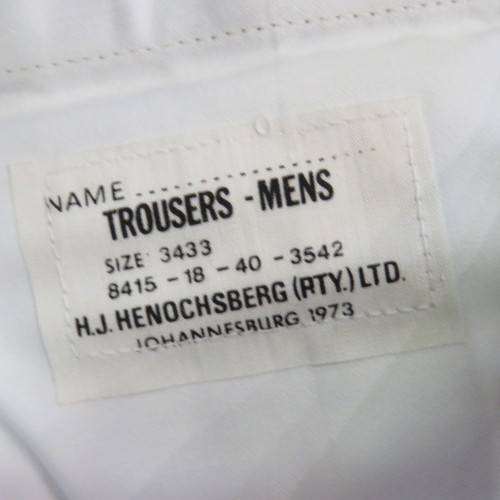 NAME ....................
TROUSERS - MENS
SIZE 3433
8415 - 18 - 40 - 3542
H.J. HENOCHSBERG (PTY.) LTD.
JOHANNESBURG 1973